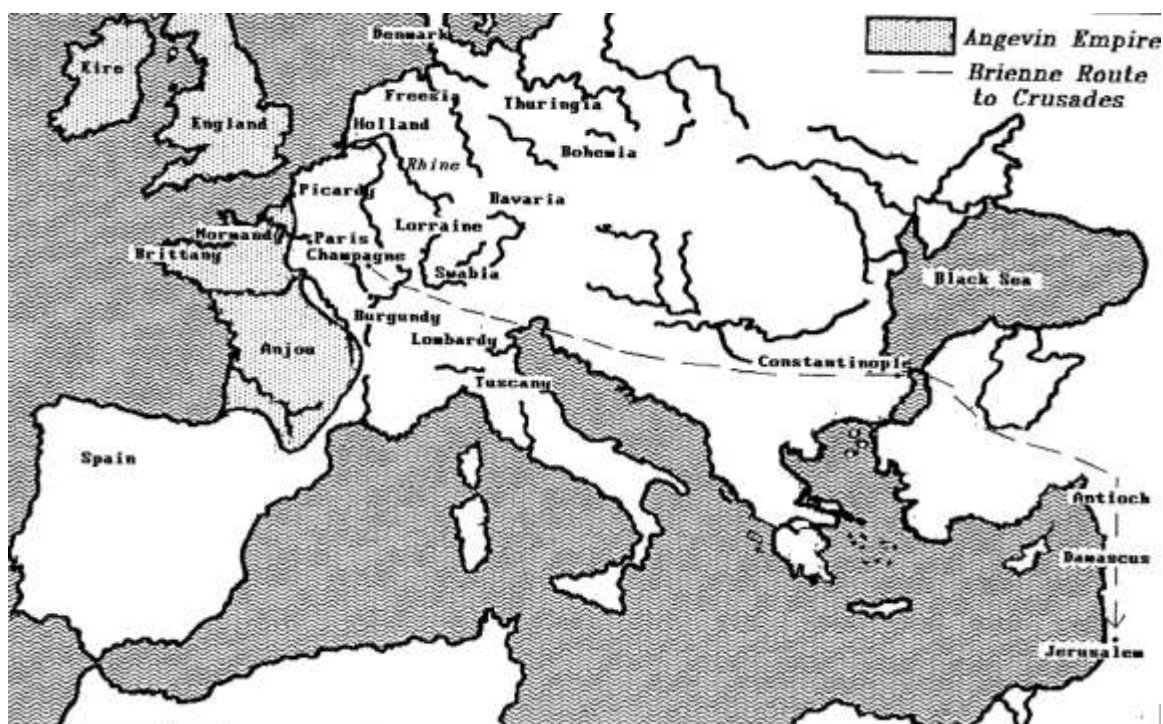 Denmark
Angevin Empire
Brienne Route
to Crusades
Eire
England
Freesia
Thuringia
Holland
Bohemia
Rhine
Picardy
Bavaria
Normandy
Lorraine
Paris
Brittany
Champagne
Swabia
Black Sea
Burgundy
Lombardy
Anjou
Constantinople
Tuscany
Spain
Antioch
Damascus
Jerusalem